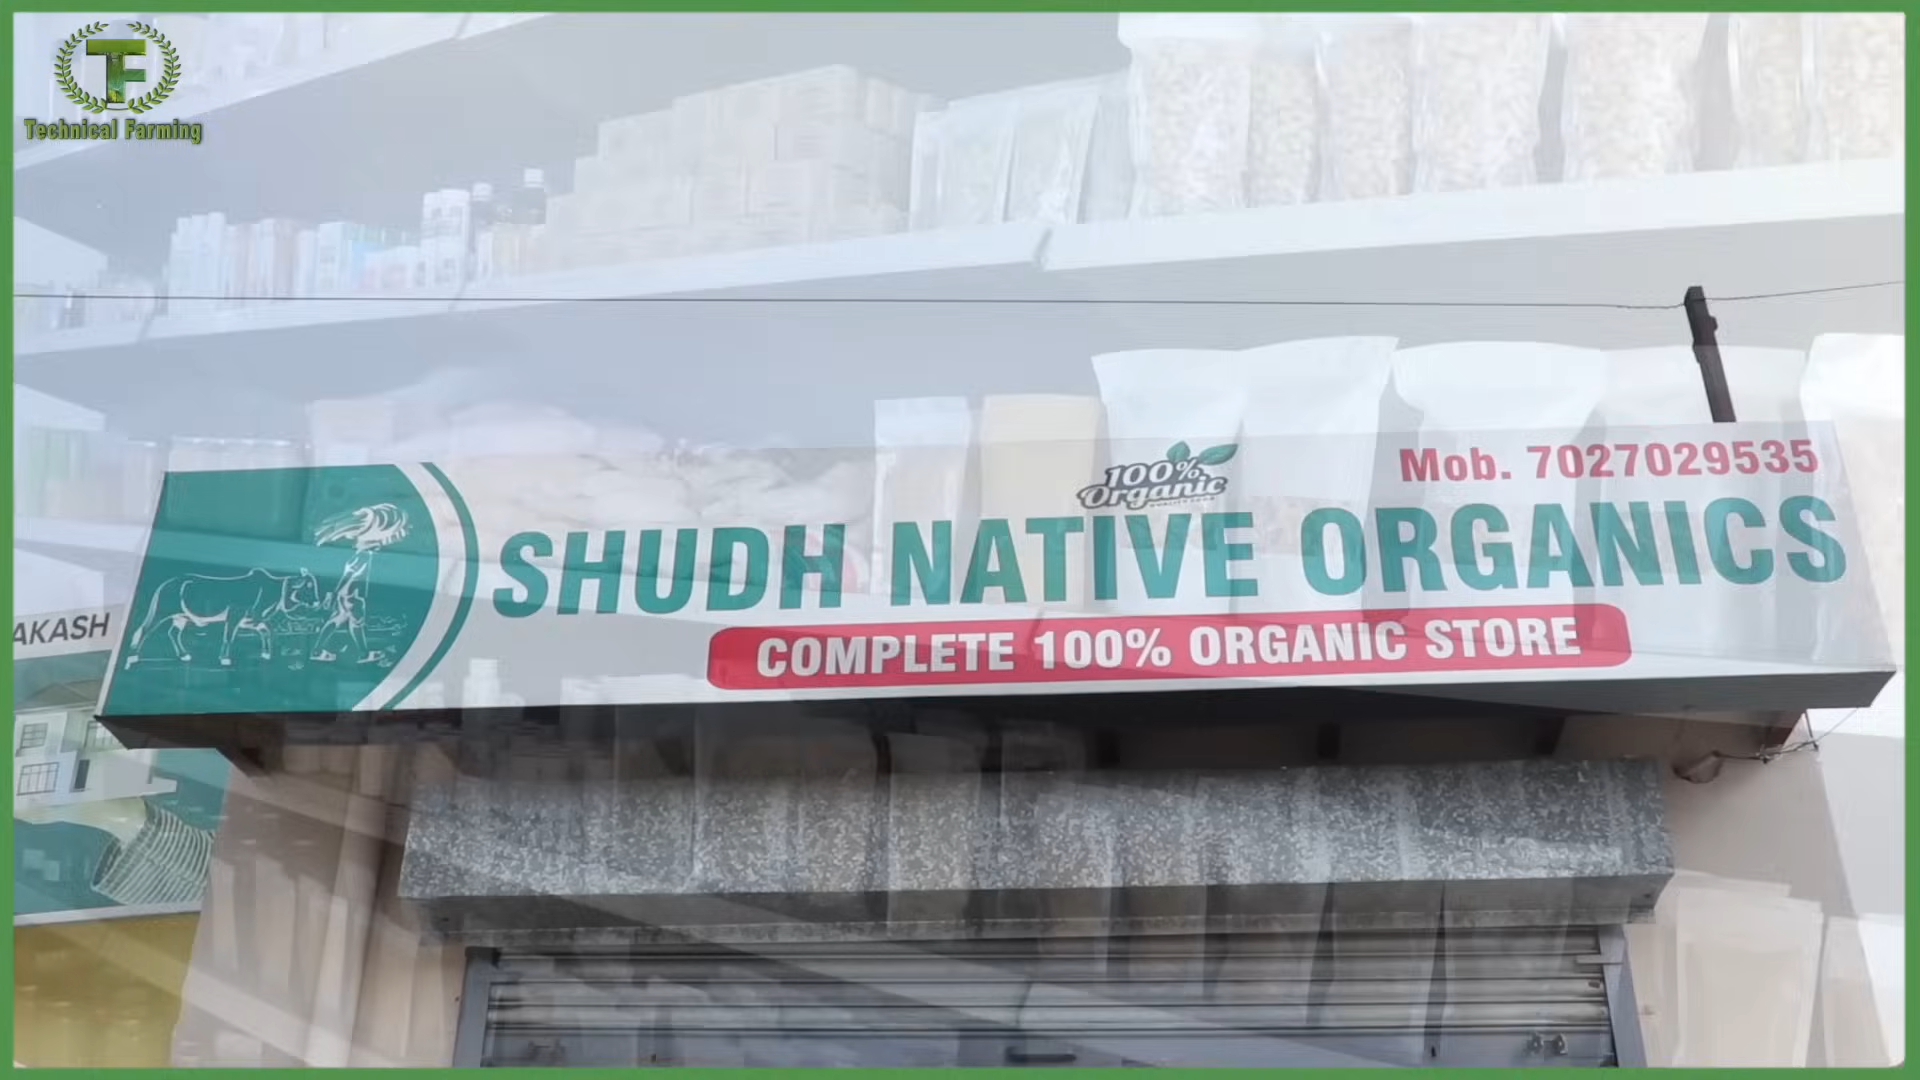 Technical Farming
100%
Organic
Mob. 7027029535
SHUDH NATIVE ORGANICS
COMPLETE 100% ORGANIC STORE
AKASH